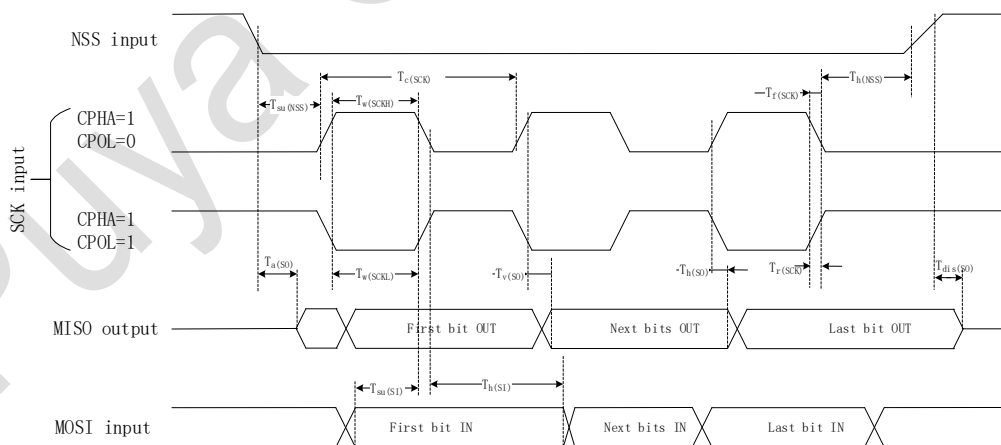 NSS input
Tc(SCK)
Th(NSS)
Tsu(NSS)
Tw(SCKH)
Tf(SCK)
CPHA=1
CPOL=0
SCK input
CPHA=1
CPOL=1
Ta(SO)
Tw(SCKL)
Tv(SO)
Th(SO)
Tr(SCK)
Tdis(SO)
MISO output
First bit OUT
Next bits OUT
Last bit OUT
Tsu(SI)
Th(SI)
MOSI input
First bit IN
Next bits IN
Last bit IN
Puya